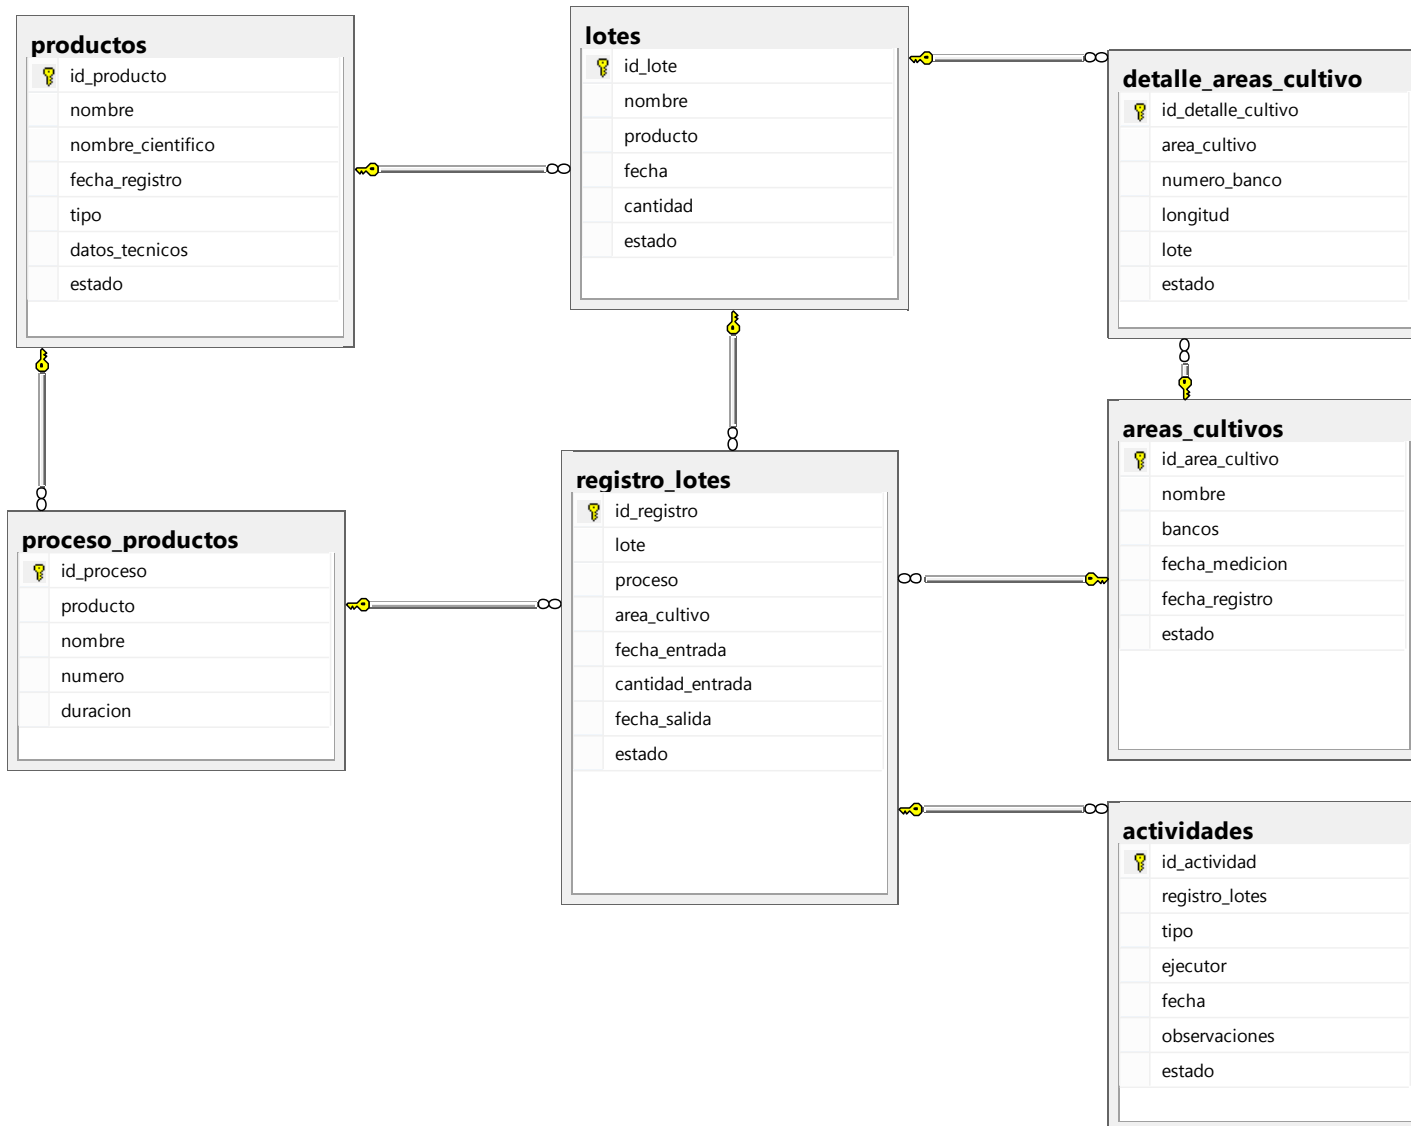 productos
id_producto
nombre
nombre_cientifico
fecha_registro
tipo
datos_tecnicos
estado
lotes
id_lote
nombre
producto
fecha
cantidad
estado
detalle_areas_cultivo
id_detalle_cultivo
area_cultivo
numero_banco
longitud
lote
estado
areas_cultivos
id_area_cultivo
nombre
bancos
fecha_medicion
fecha_registro
estado
registro_lotes
id_registro
lote
proceso
area_cultivo
fecha_entrada
cantidad_entrada
fecha_salida
estado
proceso_productos
id_proceso
producto
nombre
numero
duracion
actividades
id_actividad
registro_lotes
tipo
ejecutor
fecha
observaciones
estado